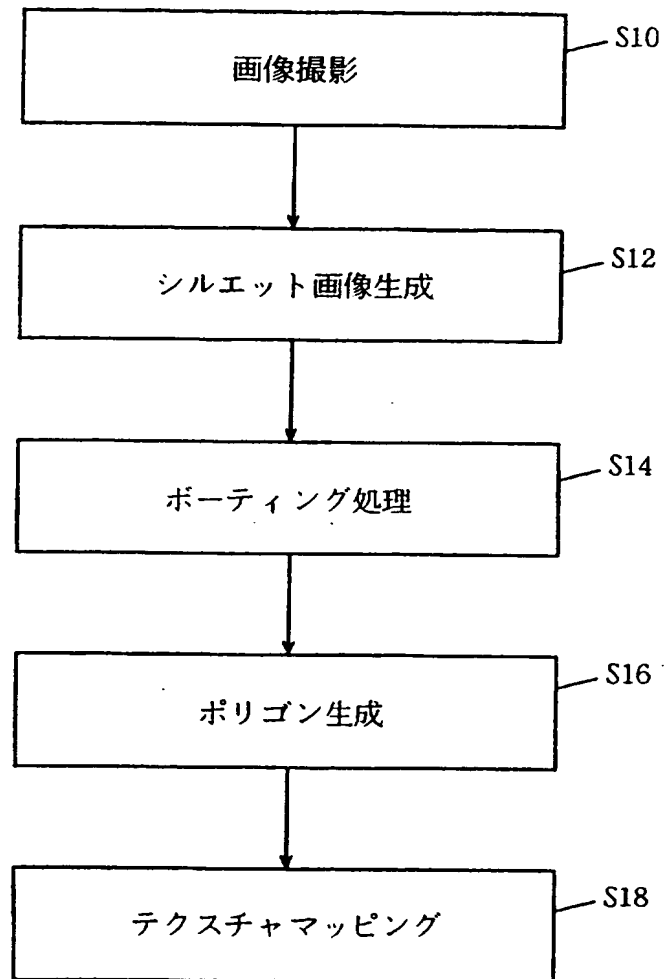 画像撮影
S10
シルエット画像生成
S12
ボーティング処理
S14
ポリゴン生成
S16
テクスチャマッピング
S18